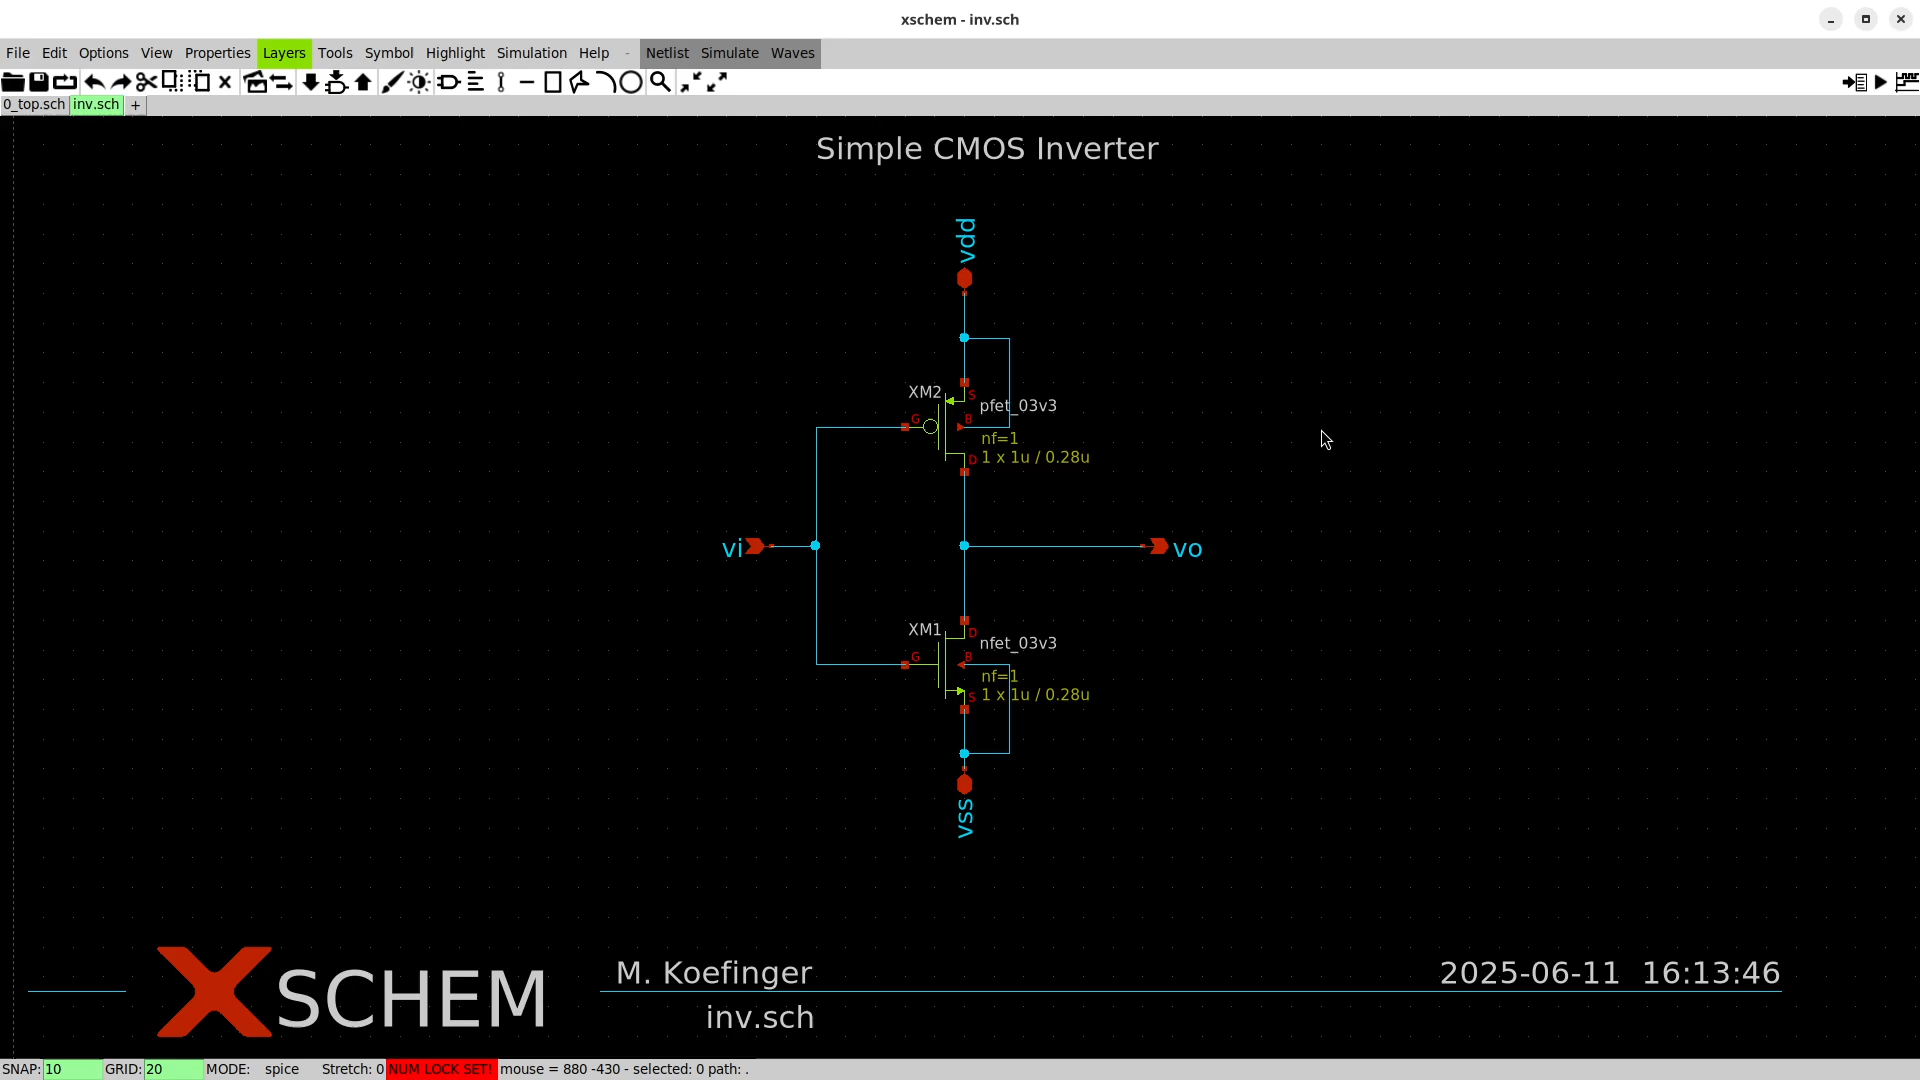 xschem - inv.sch
File Edit Options View Properties Layers Tools Symbol Highlight Simulation Help - Netlist Simulate Waves
0_top.sch inv.sch +
Simple CMOS Inverter
vdd
XM2
S
pfet_03v3
G
B
nf=1
D
1 x 1u / 0.28u
vi
vo
XM1
D
nfet_03v3
G
B
nf=1
S
1 x 1u / 0.28u
vss
XSCHEM
M. Koefinger
2025-06-11 16:13:46
inv.sch
SNAP: 10 GRID: 20 MODE: spice Stretch: 0 NUM LOCK SET! mouse = 880 -430 - selected: 0 path: .